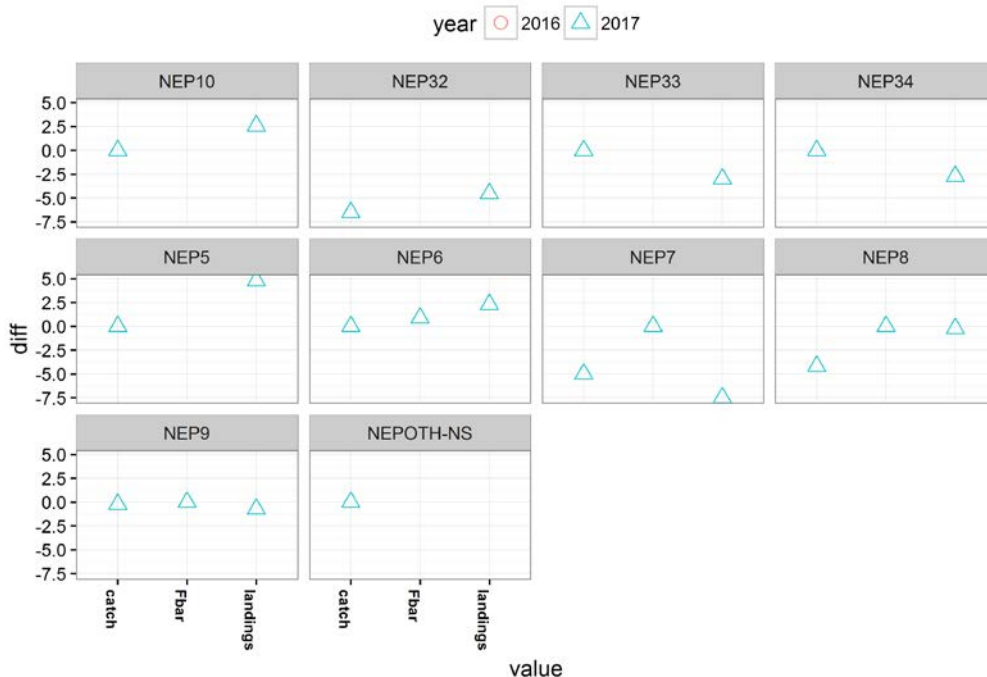 year 2016 2017
NEP10 NEP32 NEP33 NEP34
5.0
2.5
0.0
-2.5
-5.0
-7.5
NEP5 NEP6 NEP7 NEP8
5.0
2.5
0.0
-2.5
-5.0
-7.5
diff
NEP9 NEPOTH-NS
5.0
2.5
0.0
-2.5
-5.0
-7.5
catch Fbar landings catch Fbar landings
value